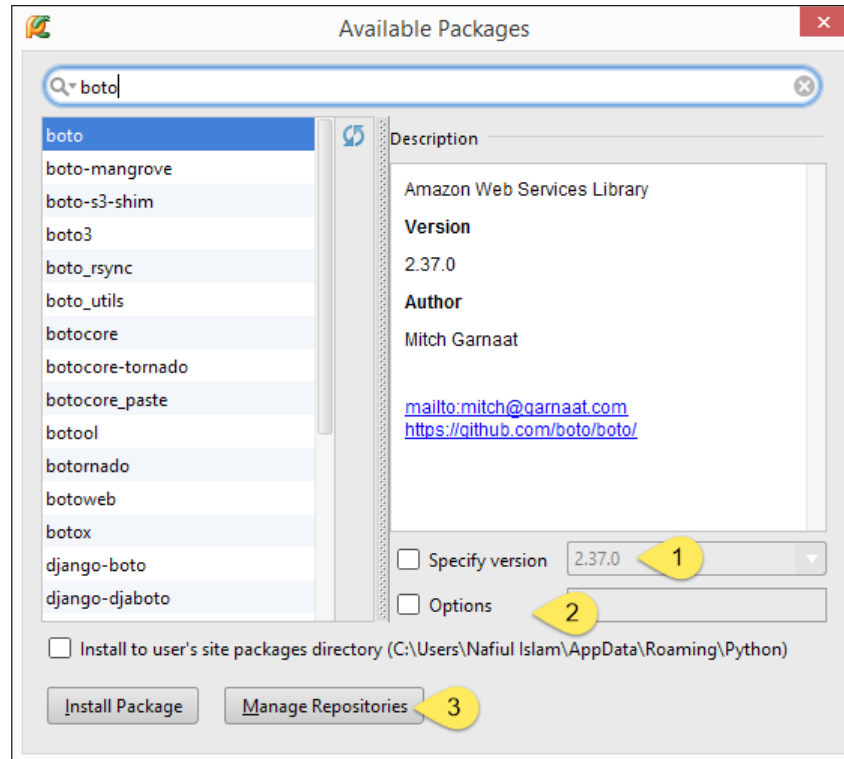 Available Packages
boto
boto
boto-mangrove
boto-s3-shim
boto3
boto_rsync
boto_utils
botocore
botocore-tornado
botocore_paste
botool
botornado
botoweb
botox
django-boto
django-djaboto
Description
Amazon Web Services Library
Version
2.37.0
Author
Mitch Garnaat
mailto:mitch@garnaat.com
https://github.com/boto/boto/
Specify version 2.37.0 1
Options 2
Install to user's site packages directory (C:\Users\Nafiul Islam\AppData\Roaming\Python)
Install Package Manage Repositories 3